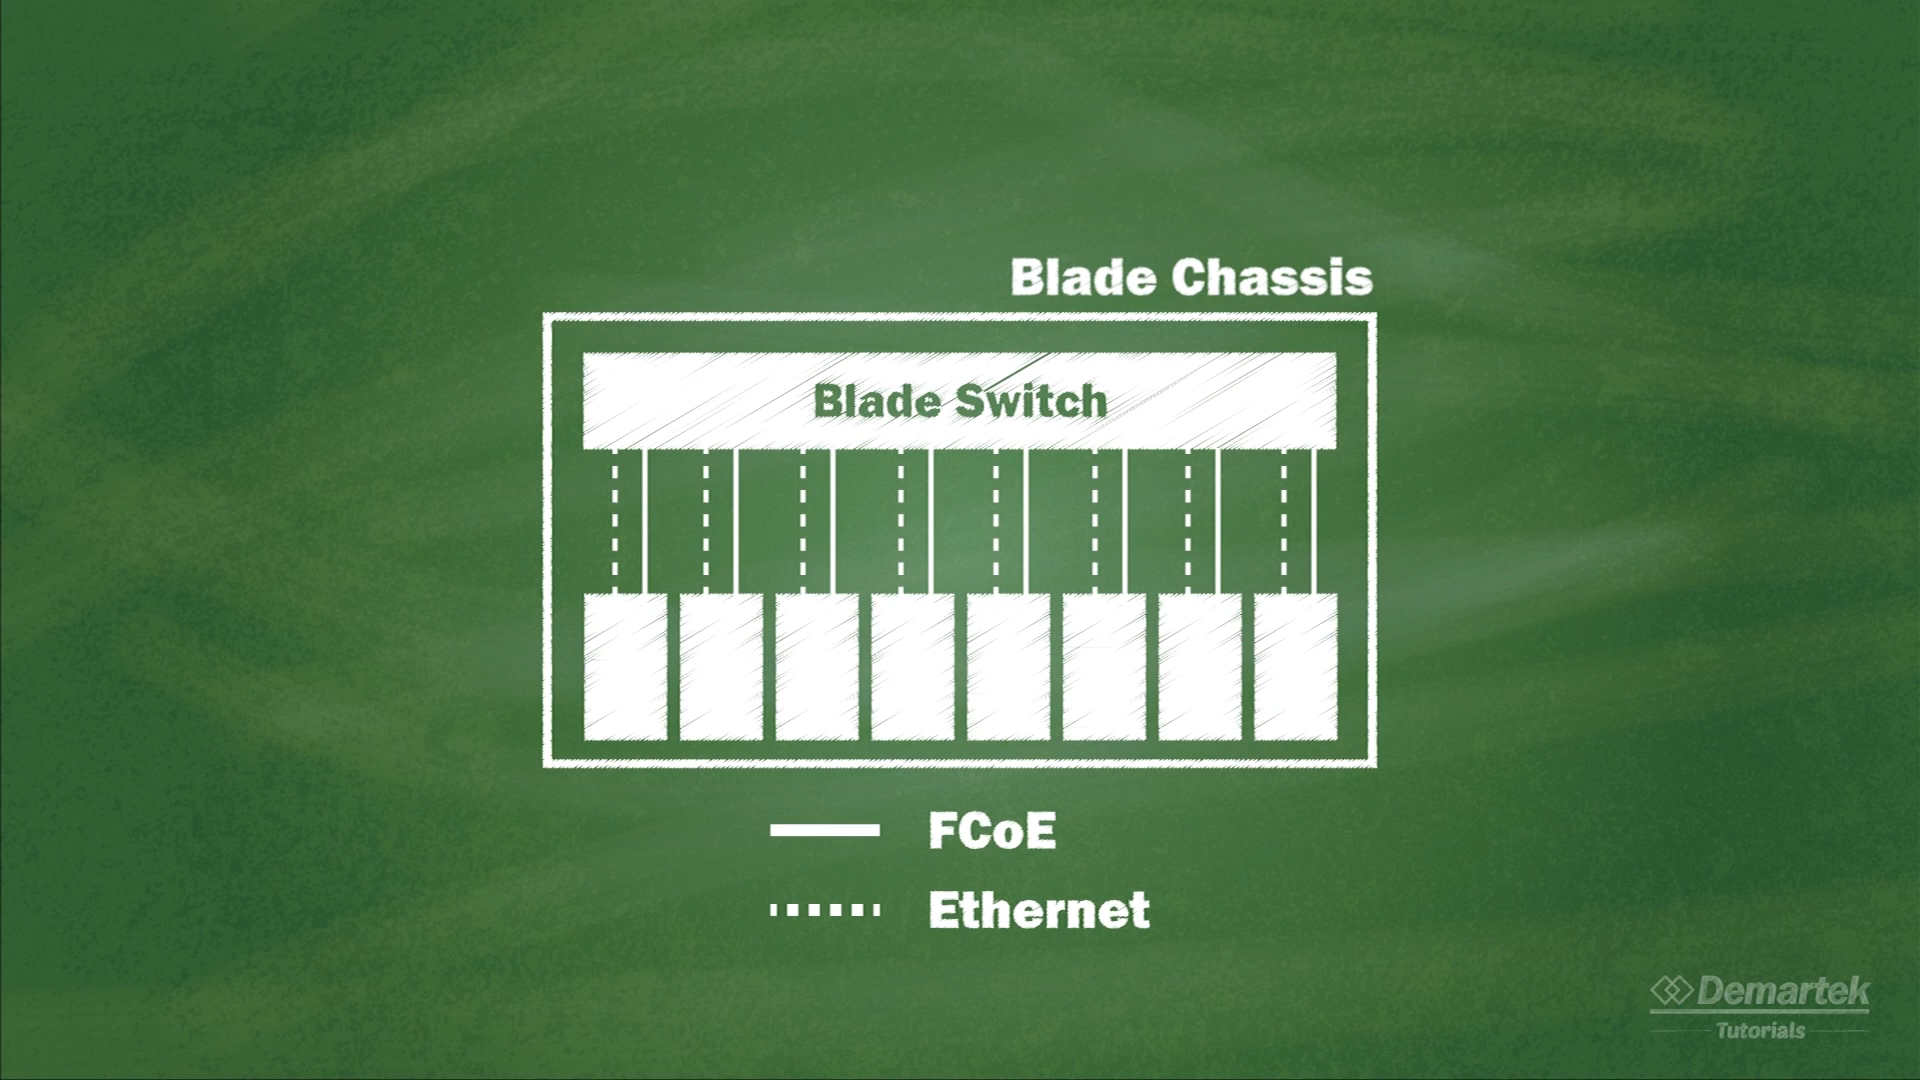 Blade Chassis
Blade Switch
FCoE
Ethernet
Demartek
Tutorials